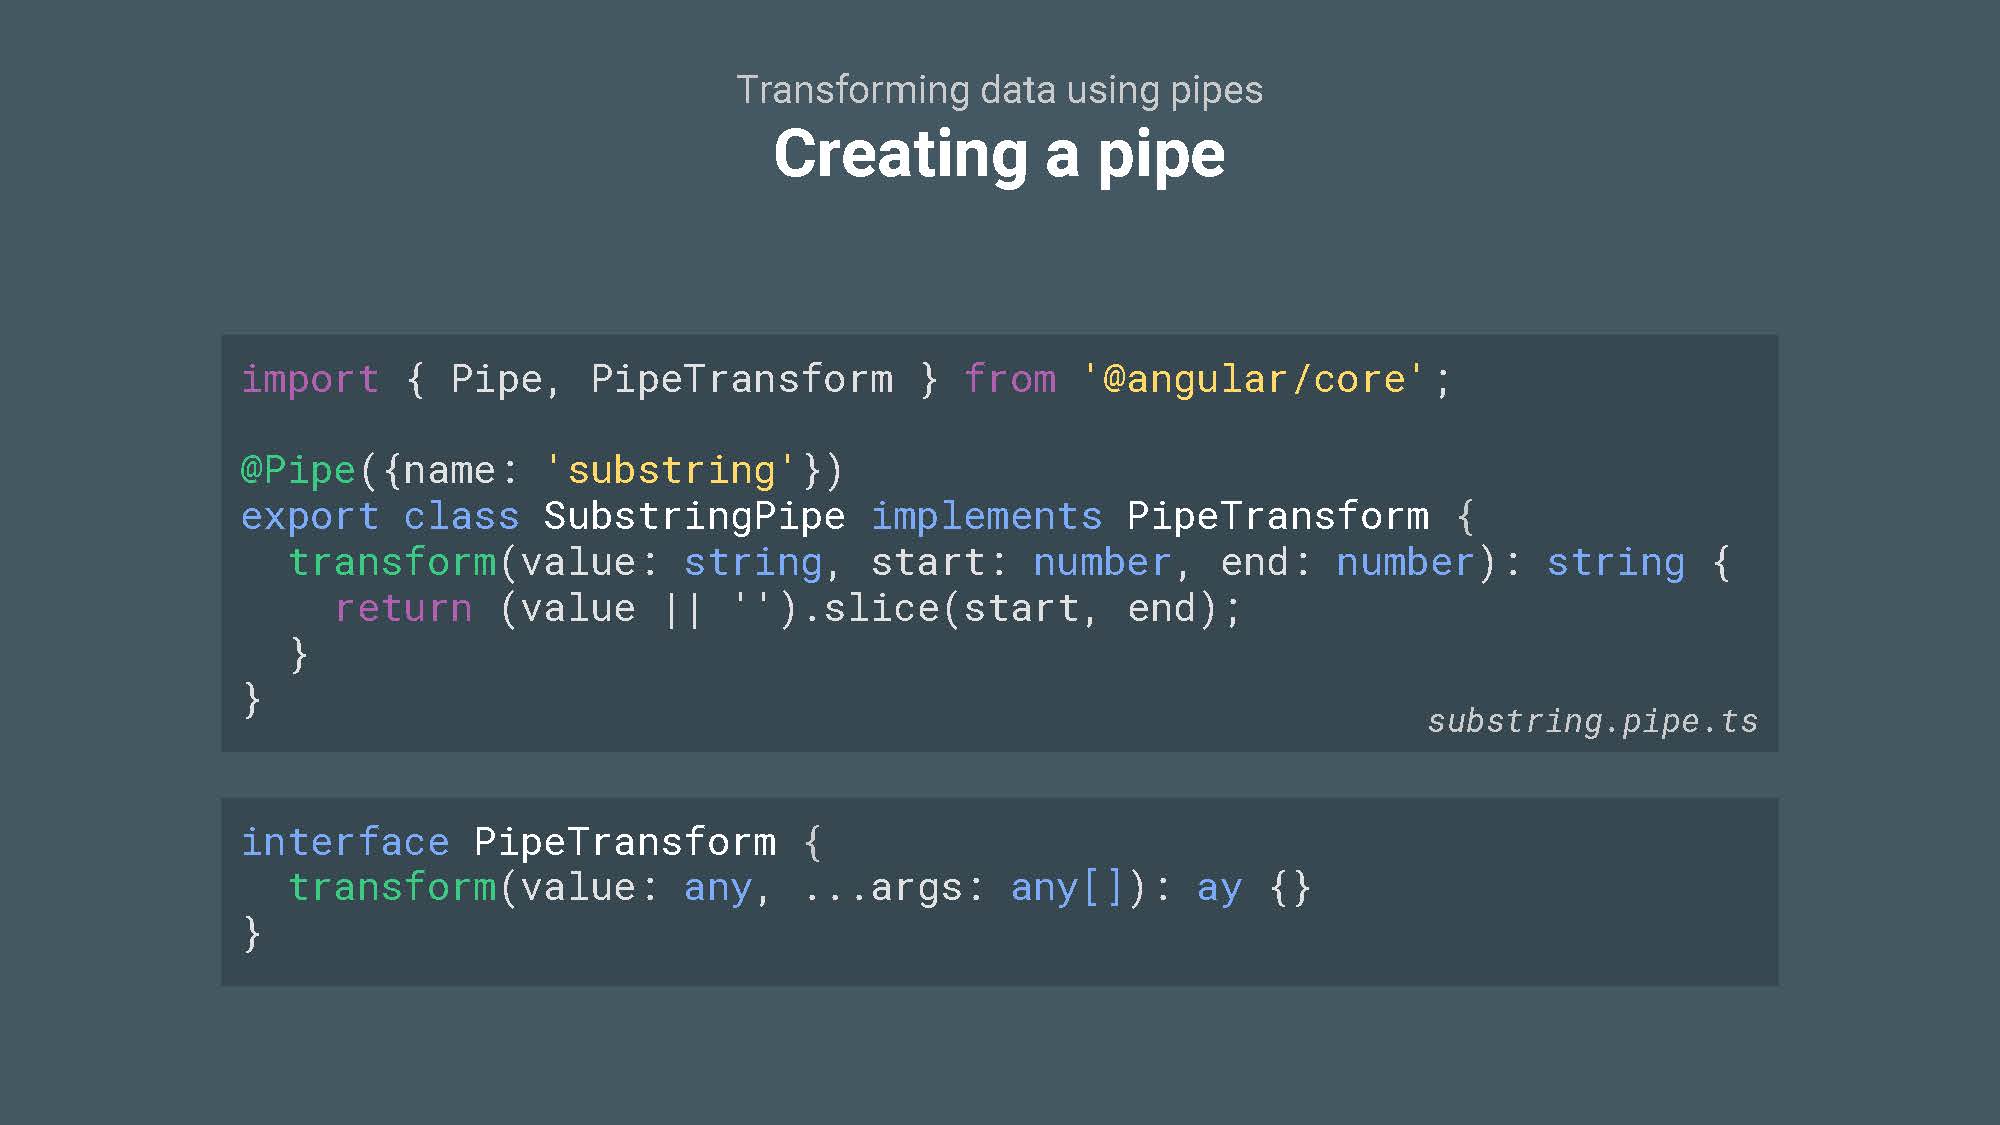 Transforming data using pipes
Creating a pipe
import { Pipe, PipeTransform } from '@angular/core';
@Pipe({name: 'substring'})
export class SubstringPipe implements PipeTransform {
  transform(value: string, start: number, end: number): string {
    return (value || '').slice(start, end);
  }
}
substring.pipe.ts
interface PipeTransform {
  transform(value: any, ...args: any[]): ay {}
}